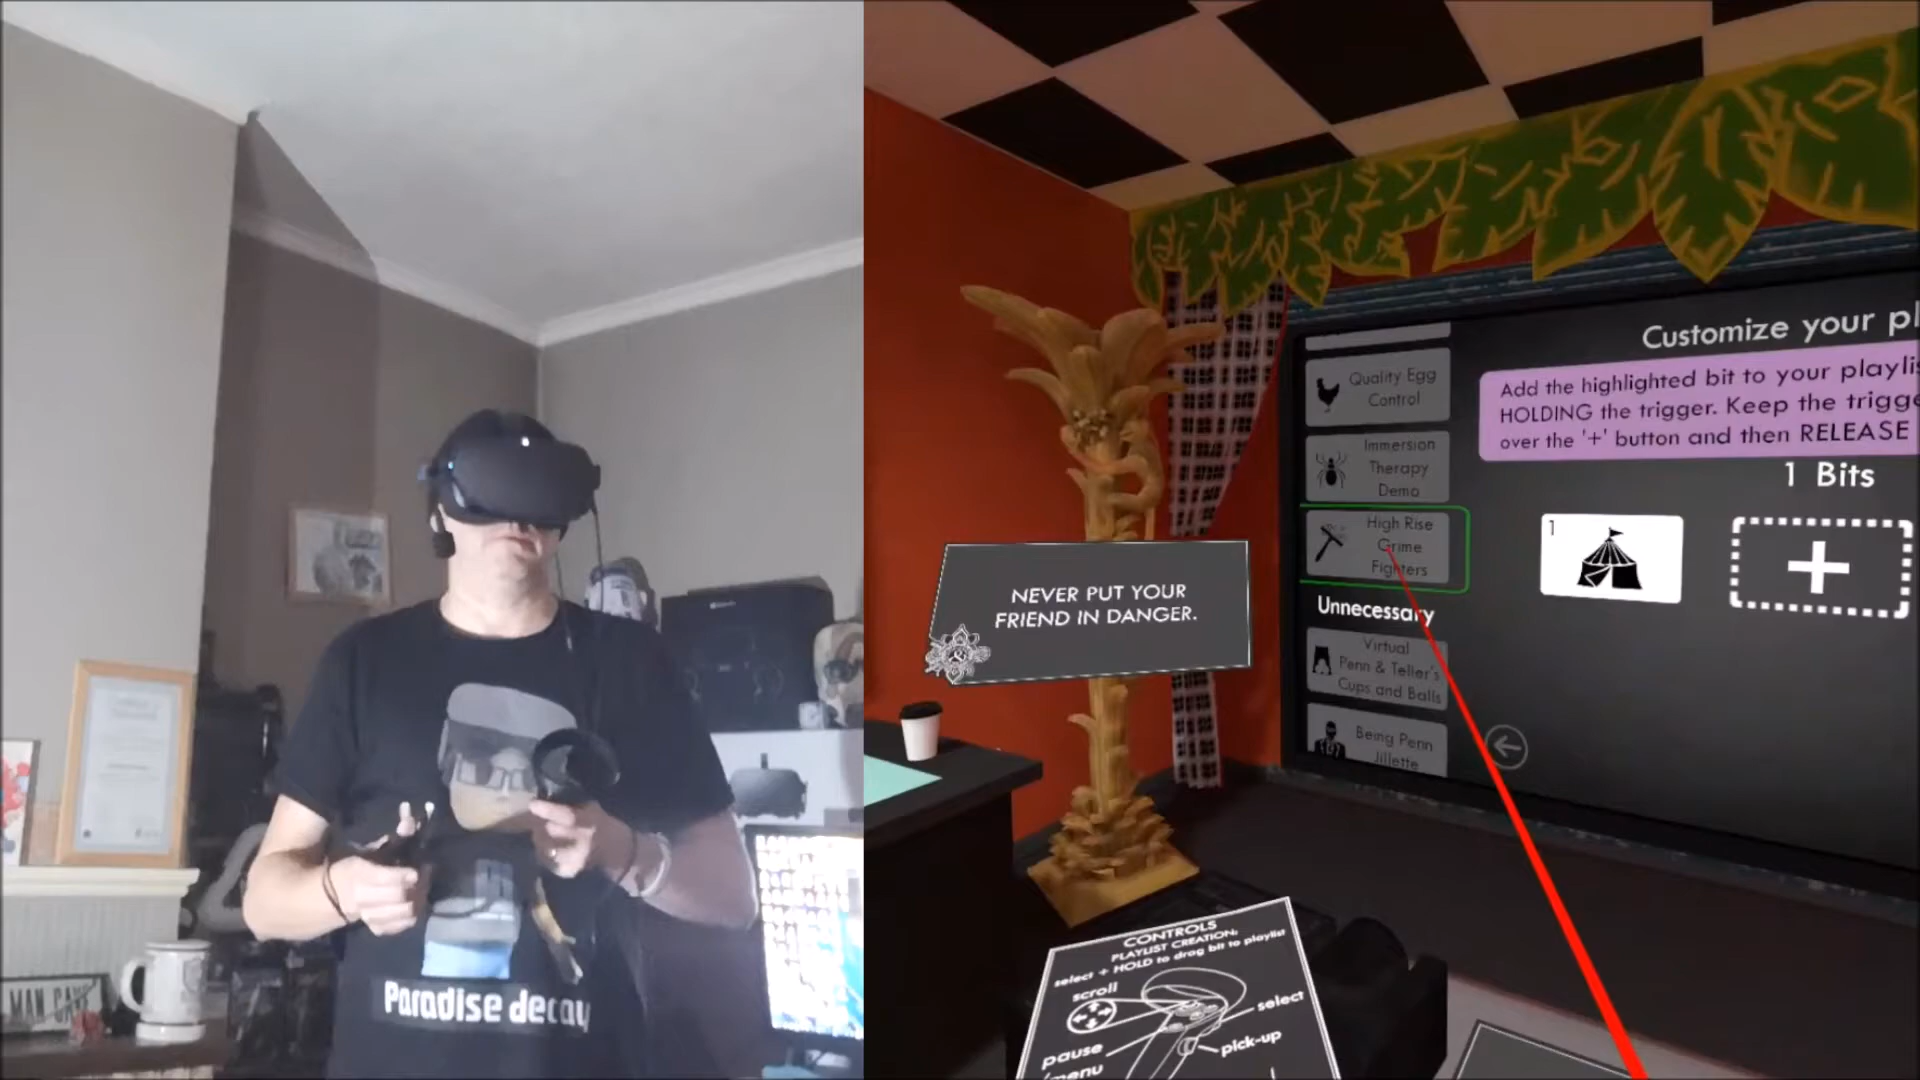 MAN CAVE
Paradise decay
NEVER PUT YOUR
FRIEND IN DANGER.
Quality Egg
Control
Immersion
Therapy
Demo
High Rise
Grime
Fighters
Unnecessary
Virtual
Penn & Teller's
Cups and Balls
Being Penn
Jillette
Customize your pl
Add the highlighted bit to your playlis
HOLDING the trigger. Keep the trigge
over the '+' button and then RELEASE
1 Bits
1
CONTROLS
PLAYLIST CREATION:
select + HOLD to drag bit to playlist
scroll
select
pick-up
pause
/menu